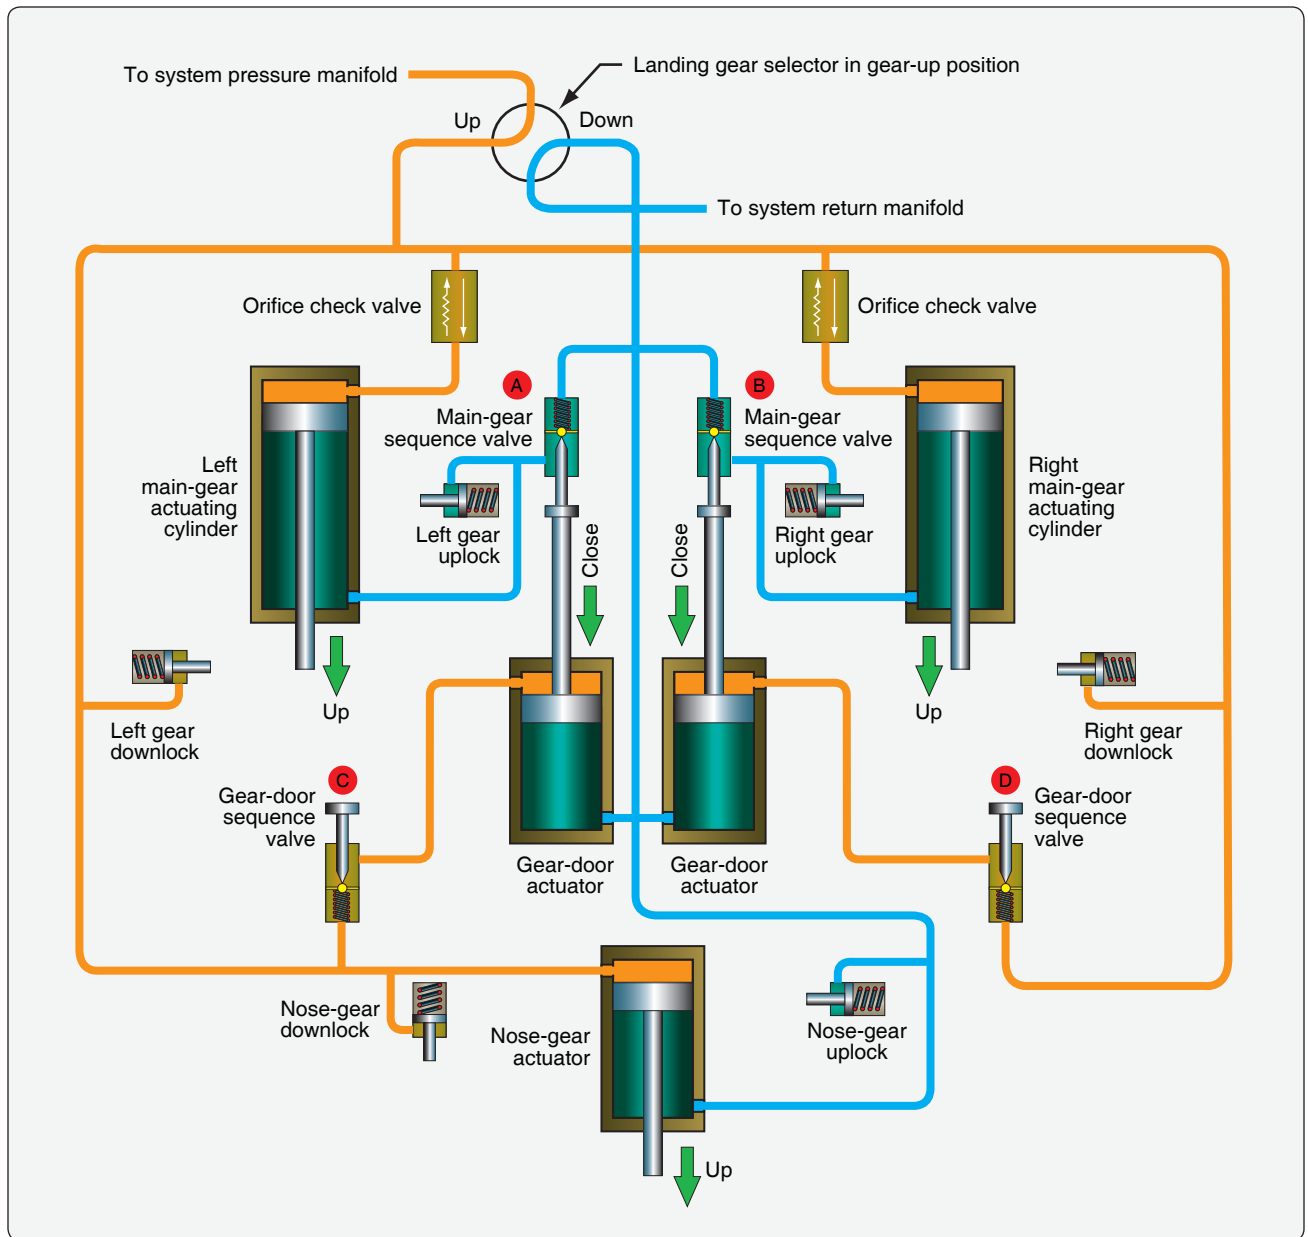 To system pressure manifold
Landing gear selector in gear-up position
Up
Down
To system return manifold
Orifice check valve
Orifice check valve
A
B
Main-gear
sequence valve
Main-gear
sequence valve
Left
main-gear
actuating
cylinder
Right
main-gear
actuating
cylinder
Left gear
uplock
Close
Close
Right gear
uplock
Up
Up
Left gear
downlock
Right gear
downlock
C
D
Gear-door
sequence
valve
Gear-door
sequence
valve
Gear-door
actuator
Gear-door
actuator
Nose-gear
downlock
Nose-gear
actuator
Nose-gear
uplock
Up